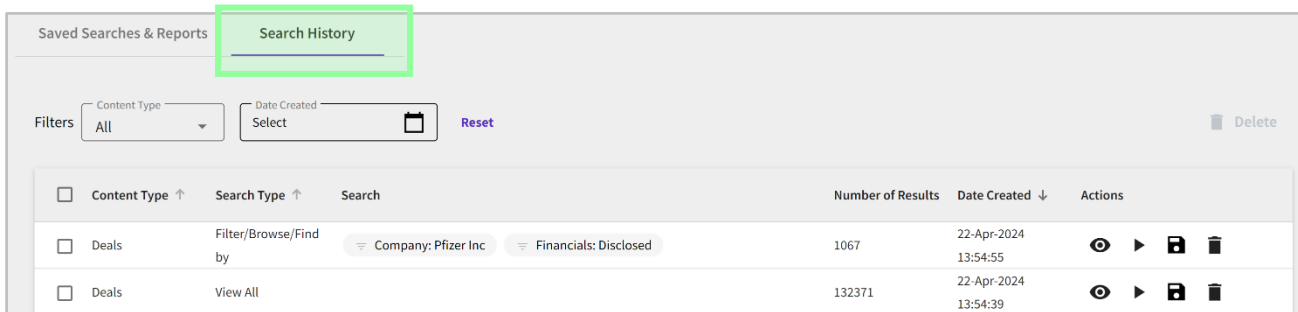 Saved Searches & Reports Search History
Filters Content Type All Date Created Select Reset Delete
Content Type Search Type Search Number of Results Date Created Actions
Deals Filter/Browse/Find by Company: Pfizer Inc Financials: Disclosed 1067 22-Apr-2024 13:54:55
Deals View All 132371 22-Apr-2024 13:54:39